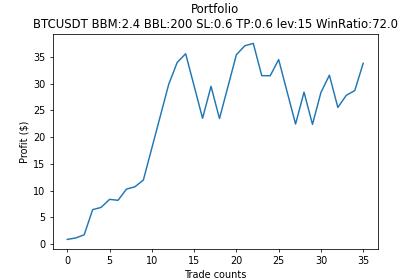 Portfolio
BTCUSDT BBM:2.4 BBL:200 SL:0.6 TP:0.6 lev:15 WinRatio:72.0
Profit ($)
35
30
25
20
15
10
5
0
0 5 10 15 20 25 30 35
Trade counts